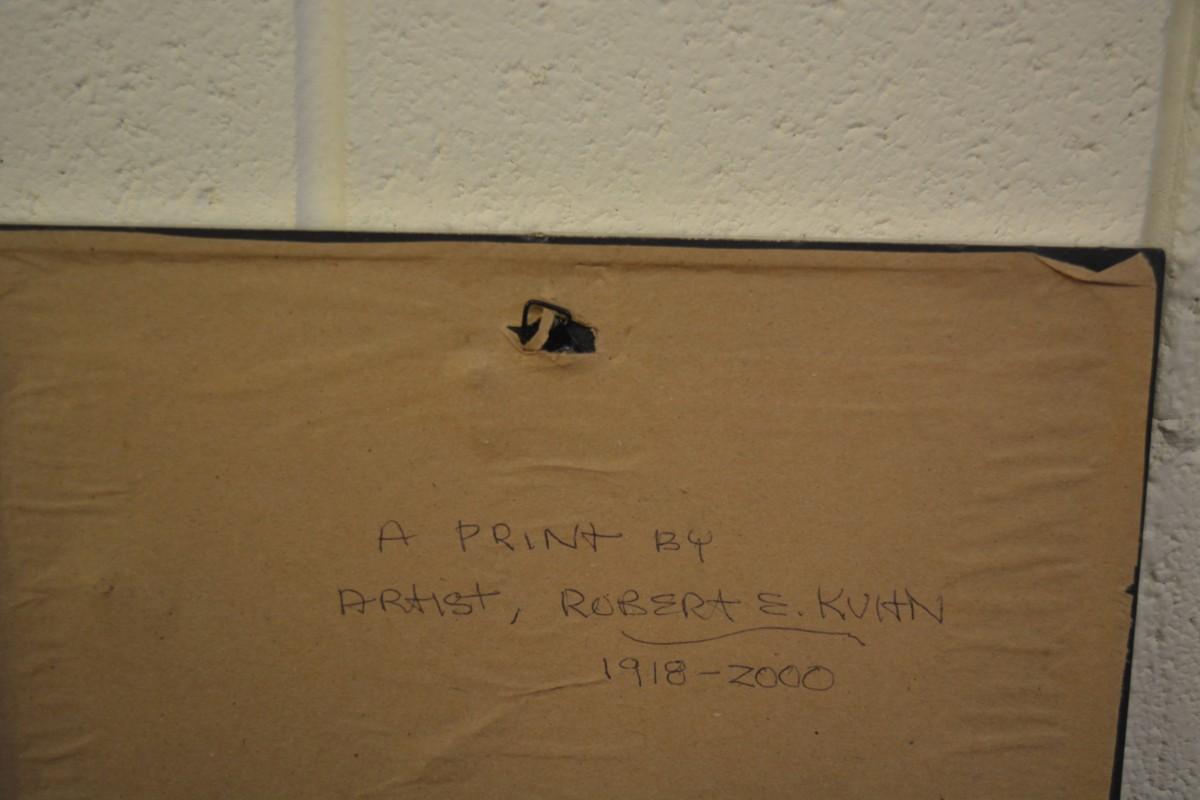 A PRINT BY
ARTIST, ROBERT E. KUHN
1918-2000